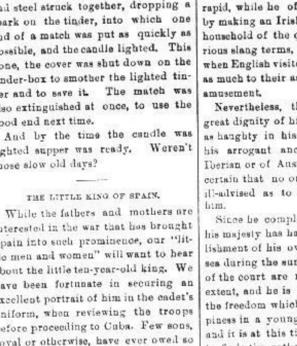 d steel struck together, dropping a
ark on the tinder, into which one
d of a match was put as quickly as
ossible, and the candle lighted. This
one, the cover was shut down on the
nder-box to smother the lighted tin-
er and to save it. The match was
so extinguished at once, to use the
ood end next time.
And by the time the candle was
ghted supper was ready. Weren't
hose slow old days?
THE LITTLE KING OF SPAIN.
While the fathers and mothers are
nterested in the war that has brought
pain into such prominence, our "lit-
e men and women" will want to hear
bout the little ten-year-old king. We
ave been fortunate in securing an
xcellent portrait of him in the cadet's
niform, when reviewing the troops
efore proceeding to Cuba. Few sons,
oyal or otherwise, have ever owed so
rapid, while he of
by making an Iris
household of the q
rious slang terms,
when English visit
as much to their a
amusement.
Nevertheless, t
great dignity of hi
as haughty in his
his arrogant anc
Iberian or of Aus
certain that no o
ill-advised as to
him.
Since he compl
his majesty has ha
lishment of his ov
sea during the sur
of the court are r
extent, and he is
the freedom which
piness in a young
and it is at this ti